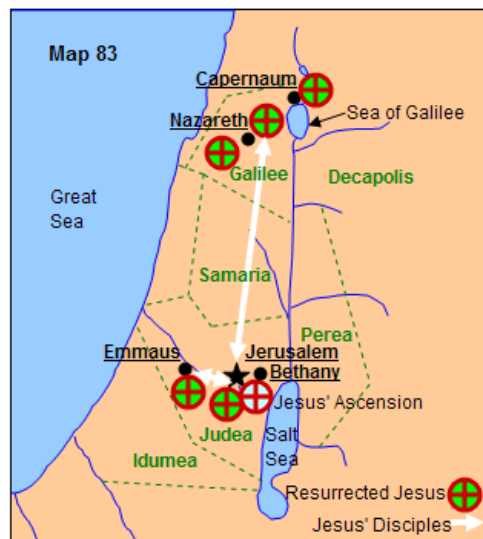 Map 83
Capernaum
Nazareth
Sea of Galilee
Galilee
Decapolis
Great
Sea
Samaria
Perea
Emmaus
Jerusalem
Bethany
Jesus' Ascension
Judea
Salt
Sea
Idumea
Resurrected Jesus
Jesus' Disciples